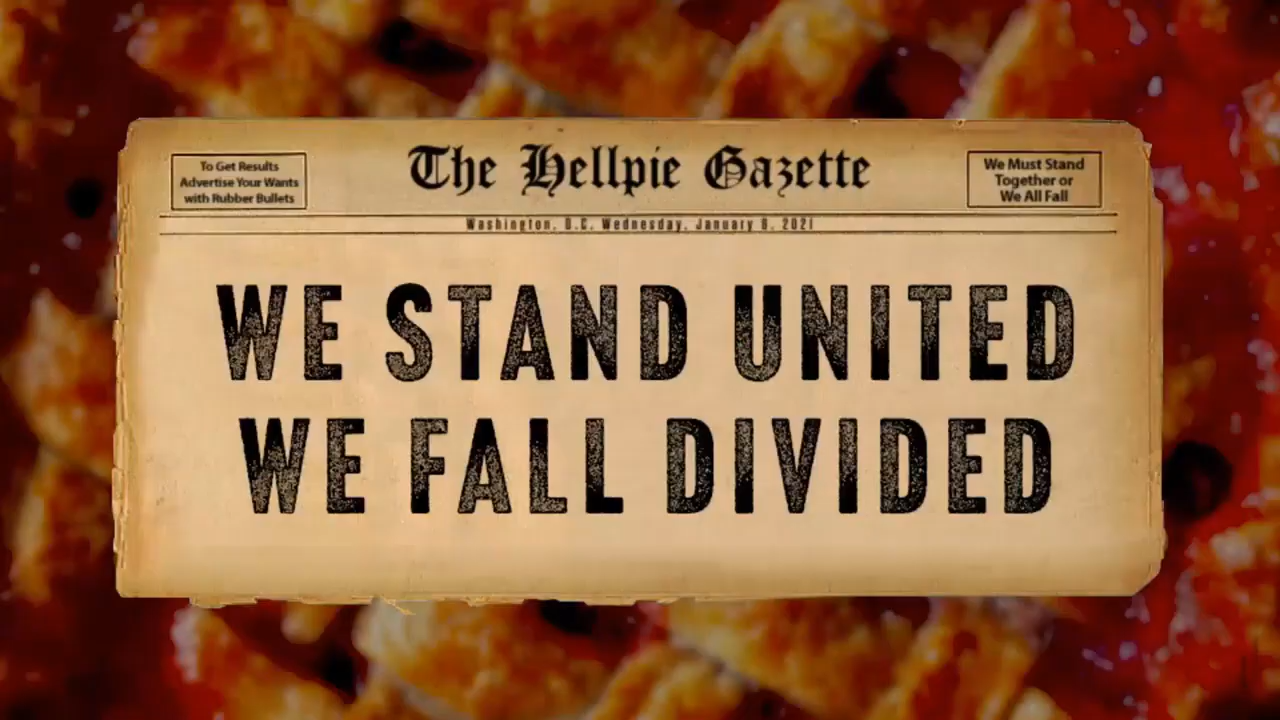 To Get Results
Advertise Your Wants
with Rubber Bullets
The Hellpie Gazette
We Must Stand
Together or
We All Fall
Washington, D.C. Wednesday, January 6, 2021
WE STAND UNITED
WE FALL DIVIDED